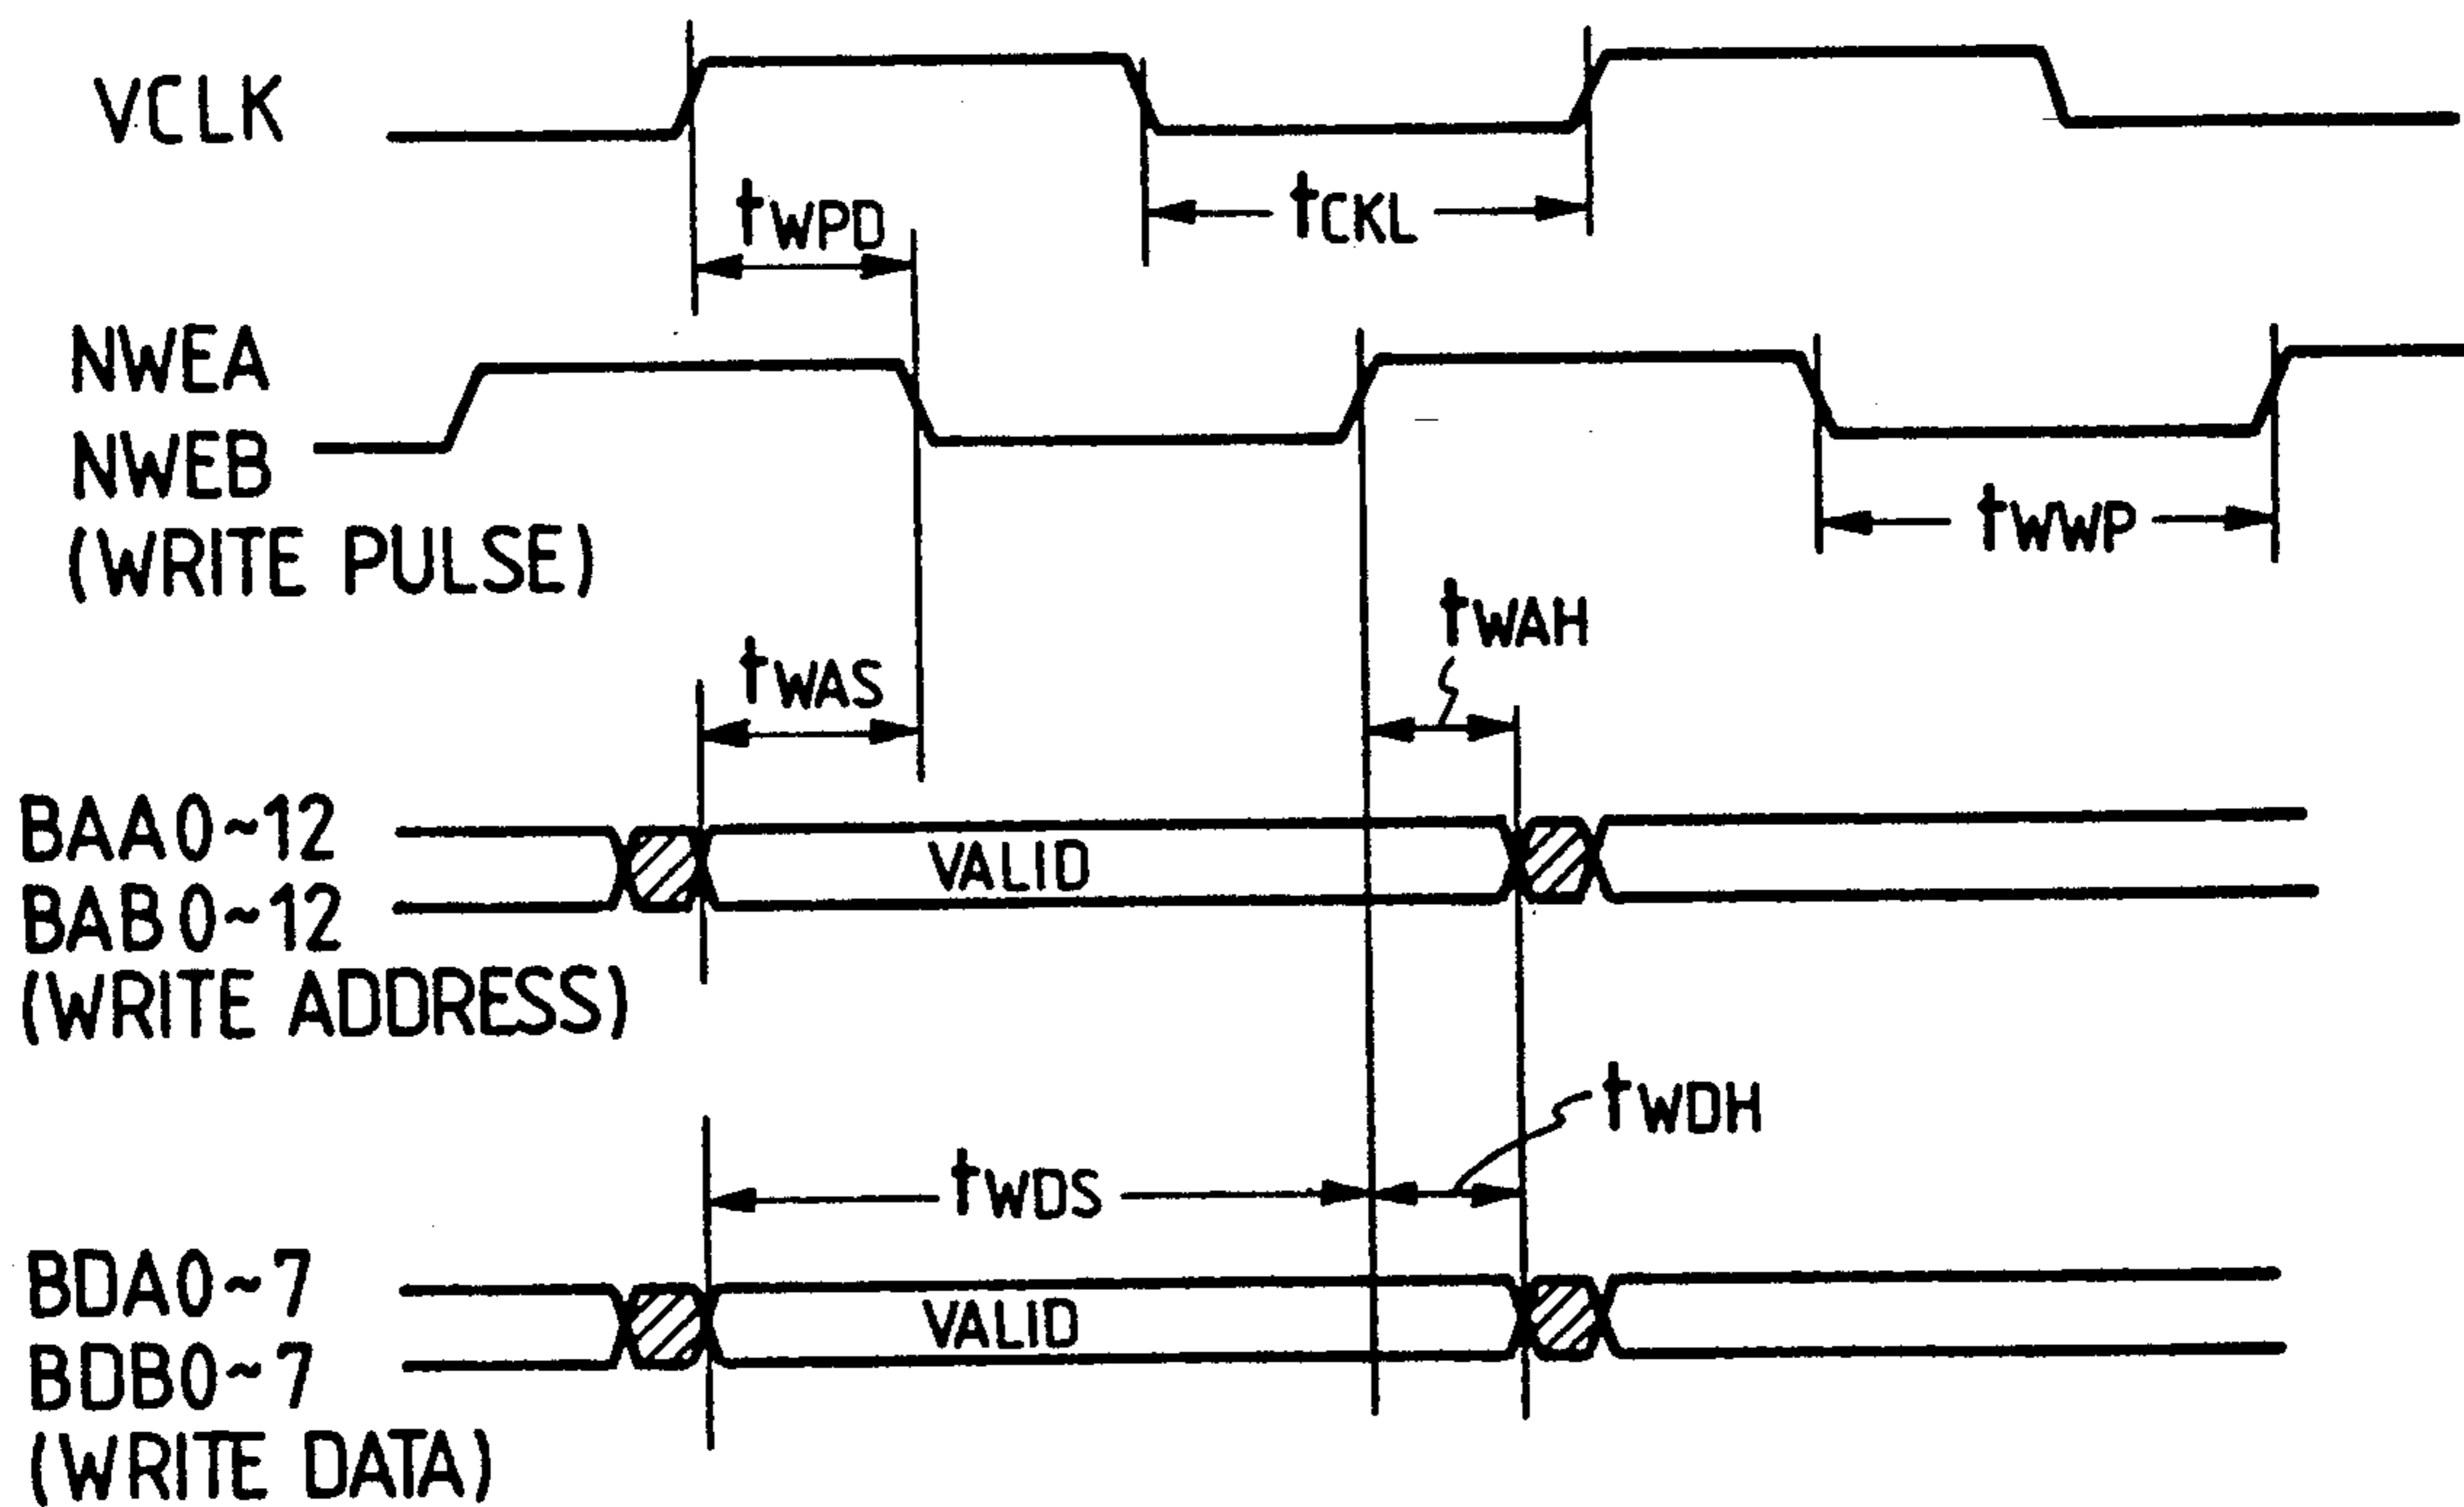 VCLK
tWPD
tCKL
NWEA
NWEB
(WRITE PULSE)
tWWP
tWAH
tWAS
BAA0~12
VALID
BAB0~12
(WRITE ADDRESS)
tWDH
tWDS
BDA0~7
VALID
BDB0~7
(WRITE DATA)